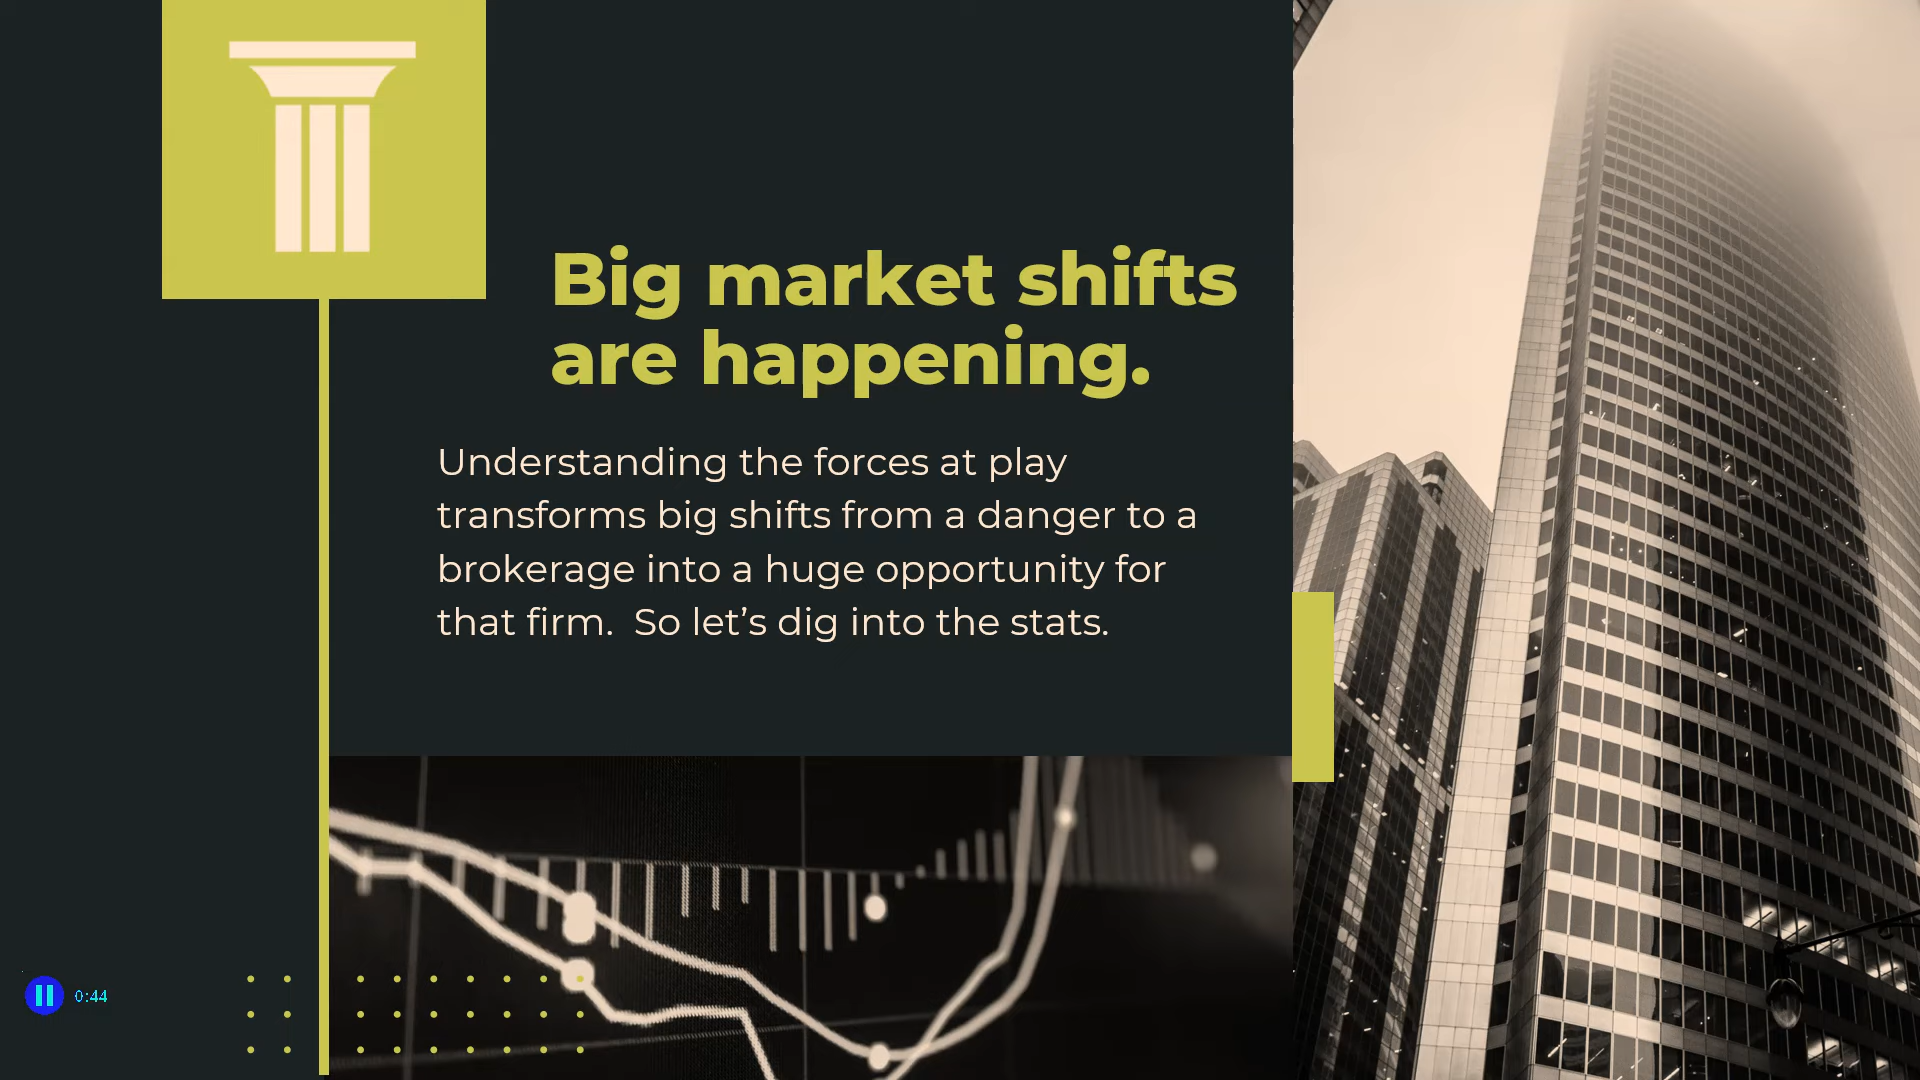 Big market shifts
are happening.
Understanding the forces at play
transforms big shifts from a danger to a
brokerage into a huge opportunity for
that firm.  So let’s dig into the stats.
0:44